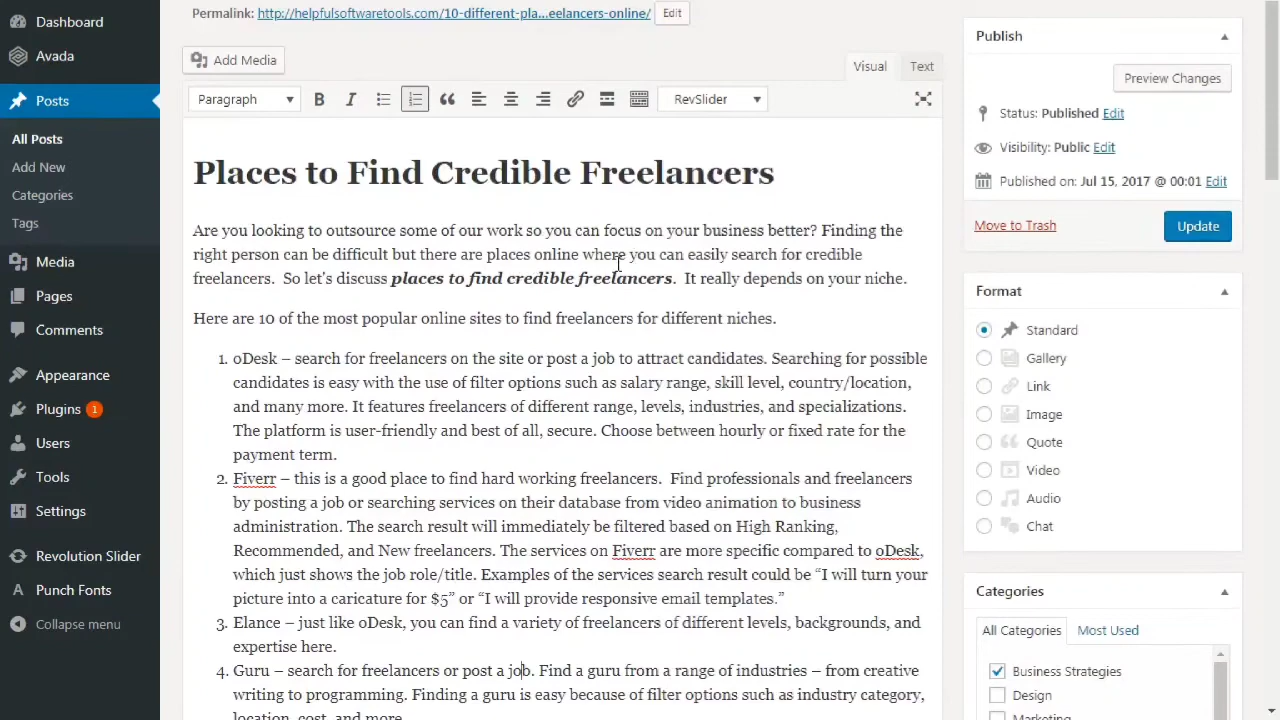 Dashboard
Avada
Posts
All Posts
Add New
Categories
Tags
Media
Pages
Comments
Appearance
Plugins 1
Users
Tools
Settings
Revolution Slider
A Punch Fonts
Collapse menu
Permalink: http://helpfulsoftwaretools.com/10-different-pla...eelancers-online/ Edit
Add Media
Visual Text
Paragraph B I RevSlider
Places to Find Credible Freelancers
Are you looking to outsource some of our work so you can focus on your business better? Finding the
right person can be difficult but there are places online where you can easily search for credible
freelancers. So let's discuss places to find credible freelancers. It really depends on your niche.
Here are 10 of the most popular online sites to find freelancers for different niches.
1. oDesk – search for freelancers on the site or post a job to attract candidates. Searching for possible
candidates is easy with the use of filter options such as salary range, skill level, country/location,
and many more. It features freelancers of different range, levels, industries, and specializations.
The platform is user-friendly and best of all, secure. Choose between hourly or fixed rate for the
payment term.
2. Fiverr – this is a good place to find hard working freelancers. Find professionals and freelancers
by posting a job or searching services on their database from video animation to business
administration. The search result will immediately be filtered based on High Ranking,
Recommended, and New freelancers. The services on Fiverr are more specific compared to oDesk,
which just shows the job role/title. Examples of the services search result could be “I will turn your
picture into a caricature for $5” or “I will provide responsive email templates.”
3. Elance – just like oDesk, you can find a variety of freelancers of different levels, backgrounds, and
expertise here.
4. Guru – search for freelancers or post a job. Find a guru from a range of industries – from creative
writing to programming. Finding a guru is easy because of filter options such as industry category,
location, cost, and more.
Publish
Preview Changes
Status: Published Edit
Visibility: Public Edit
Published on: Jul 15, 2017 @ 00:01 Edit
Move to Trash Update
Format
Standard
Gallery
Link
Image
Quote
Video
Audio
Chat
Categories
All Categories Most Used
Business Strategies
Design
Marketing